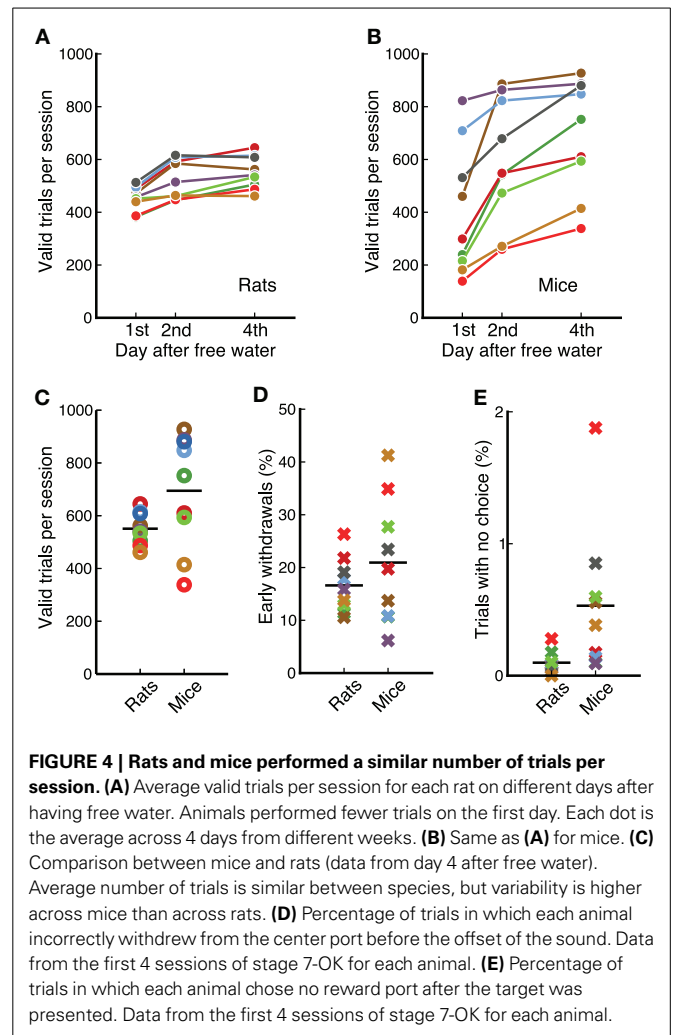 A
B
1000
800
600
400
200
0
Valid trials per session
Rats
1st 2nd 4th
Day after free water
1000
800
600
400
200
0
Valid trials per session
Mice
1st 2nd 4th
Day after free water
C
D
E
1000
800
600
400
200
0
Valid trials per session
Rats
Mice
50
40
30
20
10
0
Early withdrawals (%)
Rats
Mice
2
1
0
Trials with no choice (%)
Rats
Mice
FIGURE 4 | Rats and mice performed a similar number of trials per
session. (A) Average valid trials per session for each rat on different days after
having free water. Animals performed fewer trials on the first day. Each dot is
the average across 4 days from different weeks. (B) Same as (A) for mice. (C)
Comparison between mice and rats (data from day 4 after free water).
Average number of trials is similar between species, but variability is higher
across mice than across rats. (D) Percentage of trials in which each animal
incorrectly withdrew from the center port before the offset of the sound. Data
from the first 4 sessions of stage 7-OK for each animal. (E) Percentage of
trials in which each animal chose no reward port after the target was
presented. Data from the first 4 sessions of stage 7-OK for each animal.